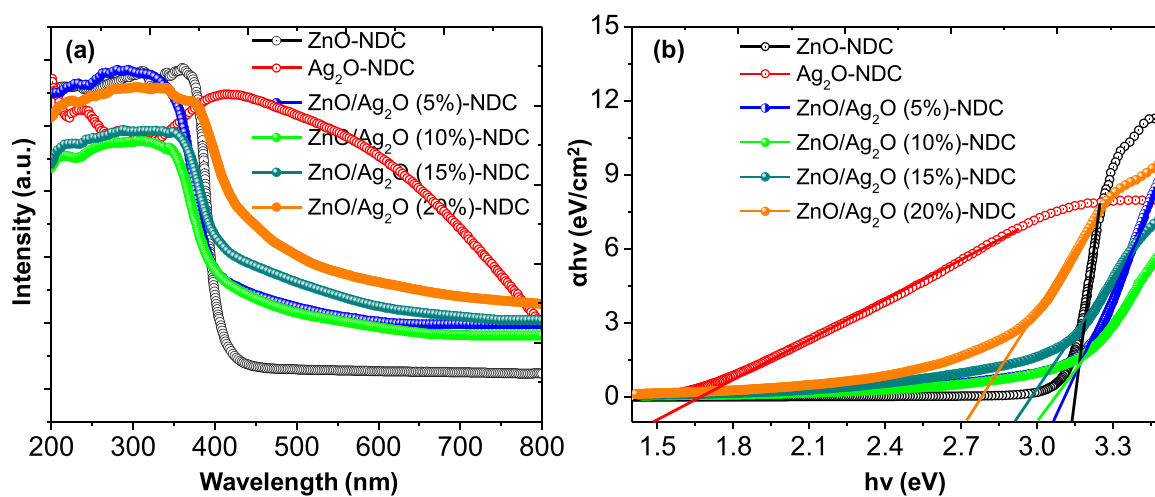 (a)
ZnO-NDC
Ag₂O-NDC
ZnO/Ag₂O (5%)-NDC
ZnO/Ag₂O (10%)-NDC
ZnO/Ag₂O (15%)-NDC
ZnO/Ag₂O (20%)-NDC
Intensity (a.u.)
200 300 400 500 600 700 800
Wavelength (nm)
(b)
ZnO-NDC
Ag₂O-NDC
ZnO/Ag₂O (5%)-NDC
ZnO/Ag₂O (10%)-NDC
ZnO/Ag₂O (15%)-NDC
ZnO/Ag₂O (20%)-NDC
αhν (eV/cm²)
15
12
9
6
3
0
1.5 1.8 2.1 2.4 2.7 3.0 3.3
hν (eV)